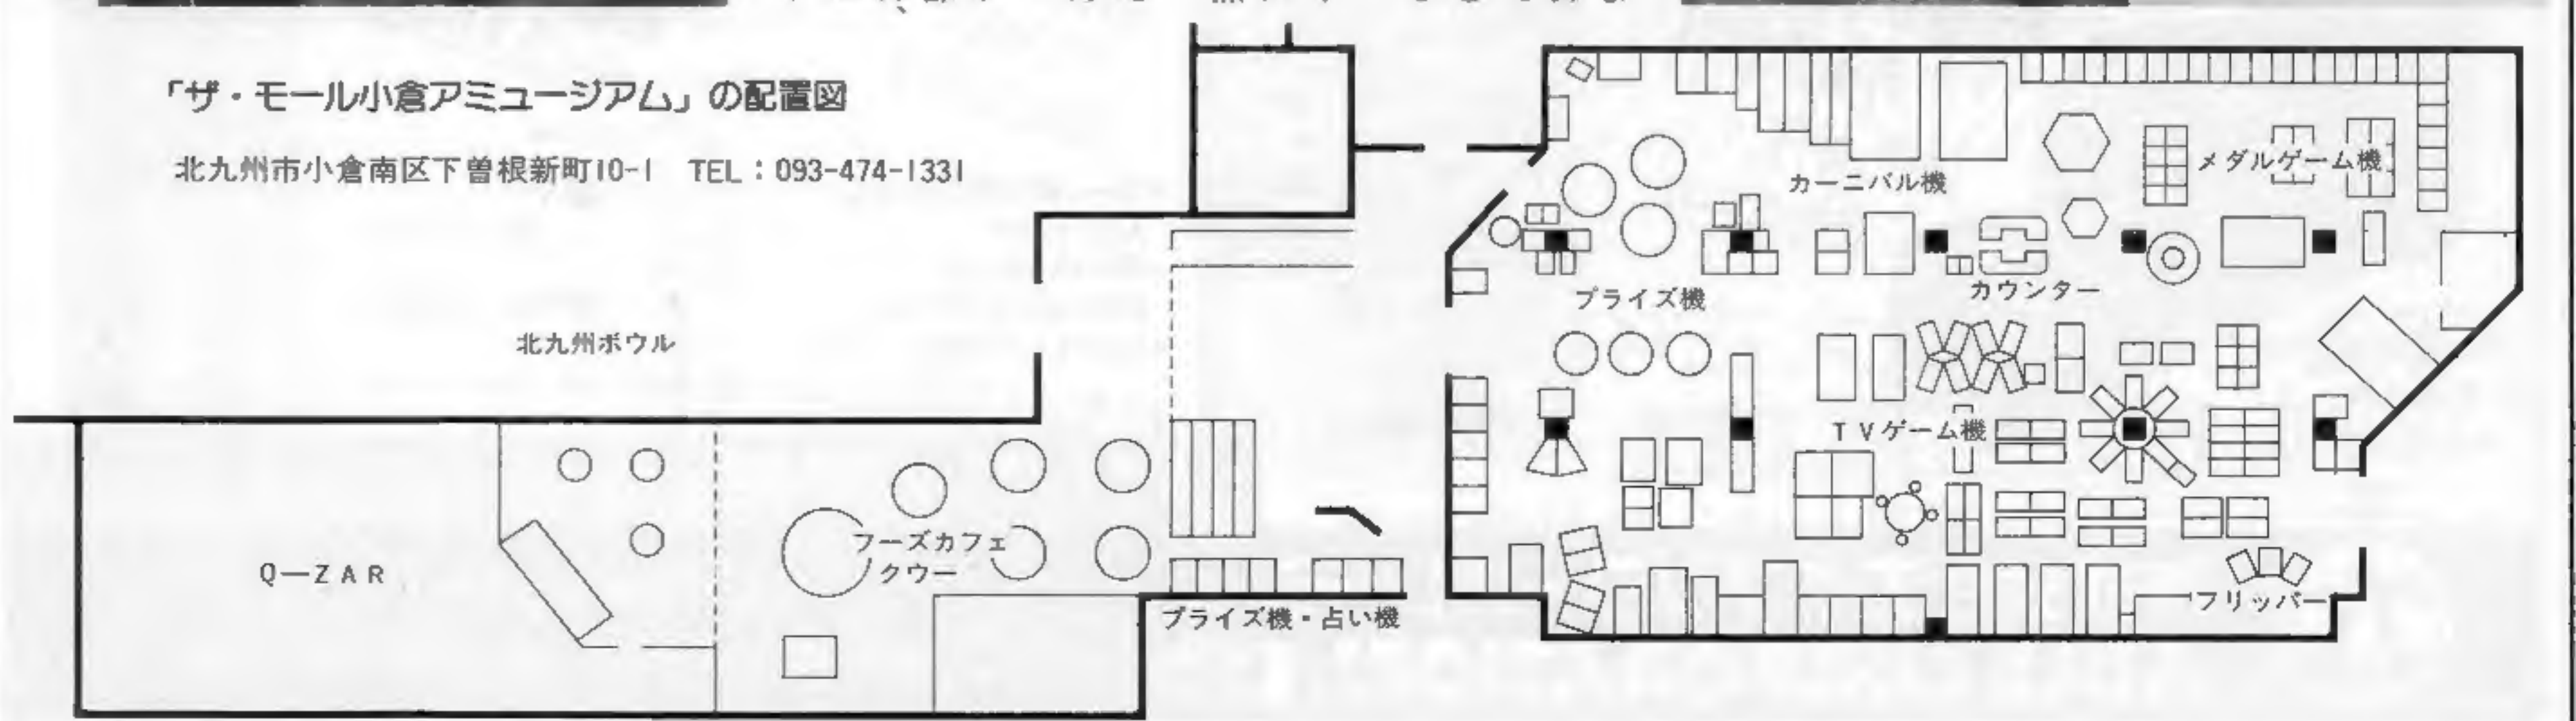 「ザ・モール小倉アミュージアム」の配置図
北九州市小倉南区下曽根新町10-1　TEL：093-474-1331
メダルゲーム機
カーニバル機
カウンター
プライズ機
北九州ボウル
TVゲーム機
フーズカフェ
クウー
Q—ZAR
フリッパー
プライズ機・占い機